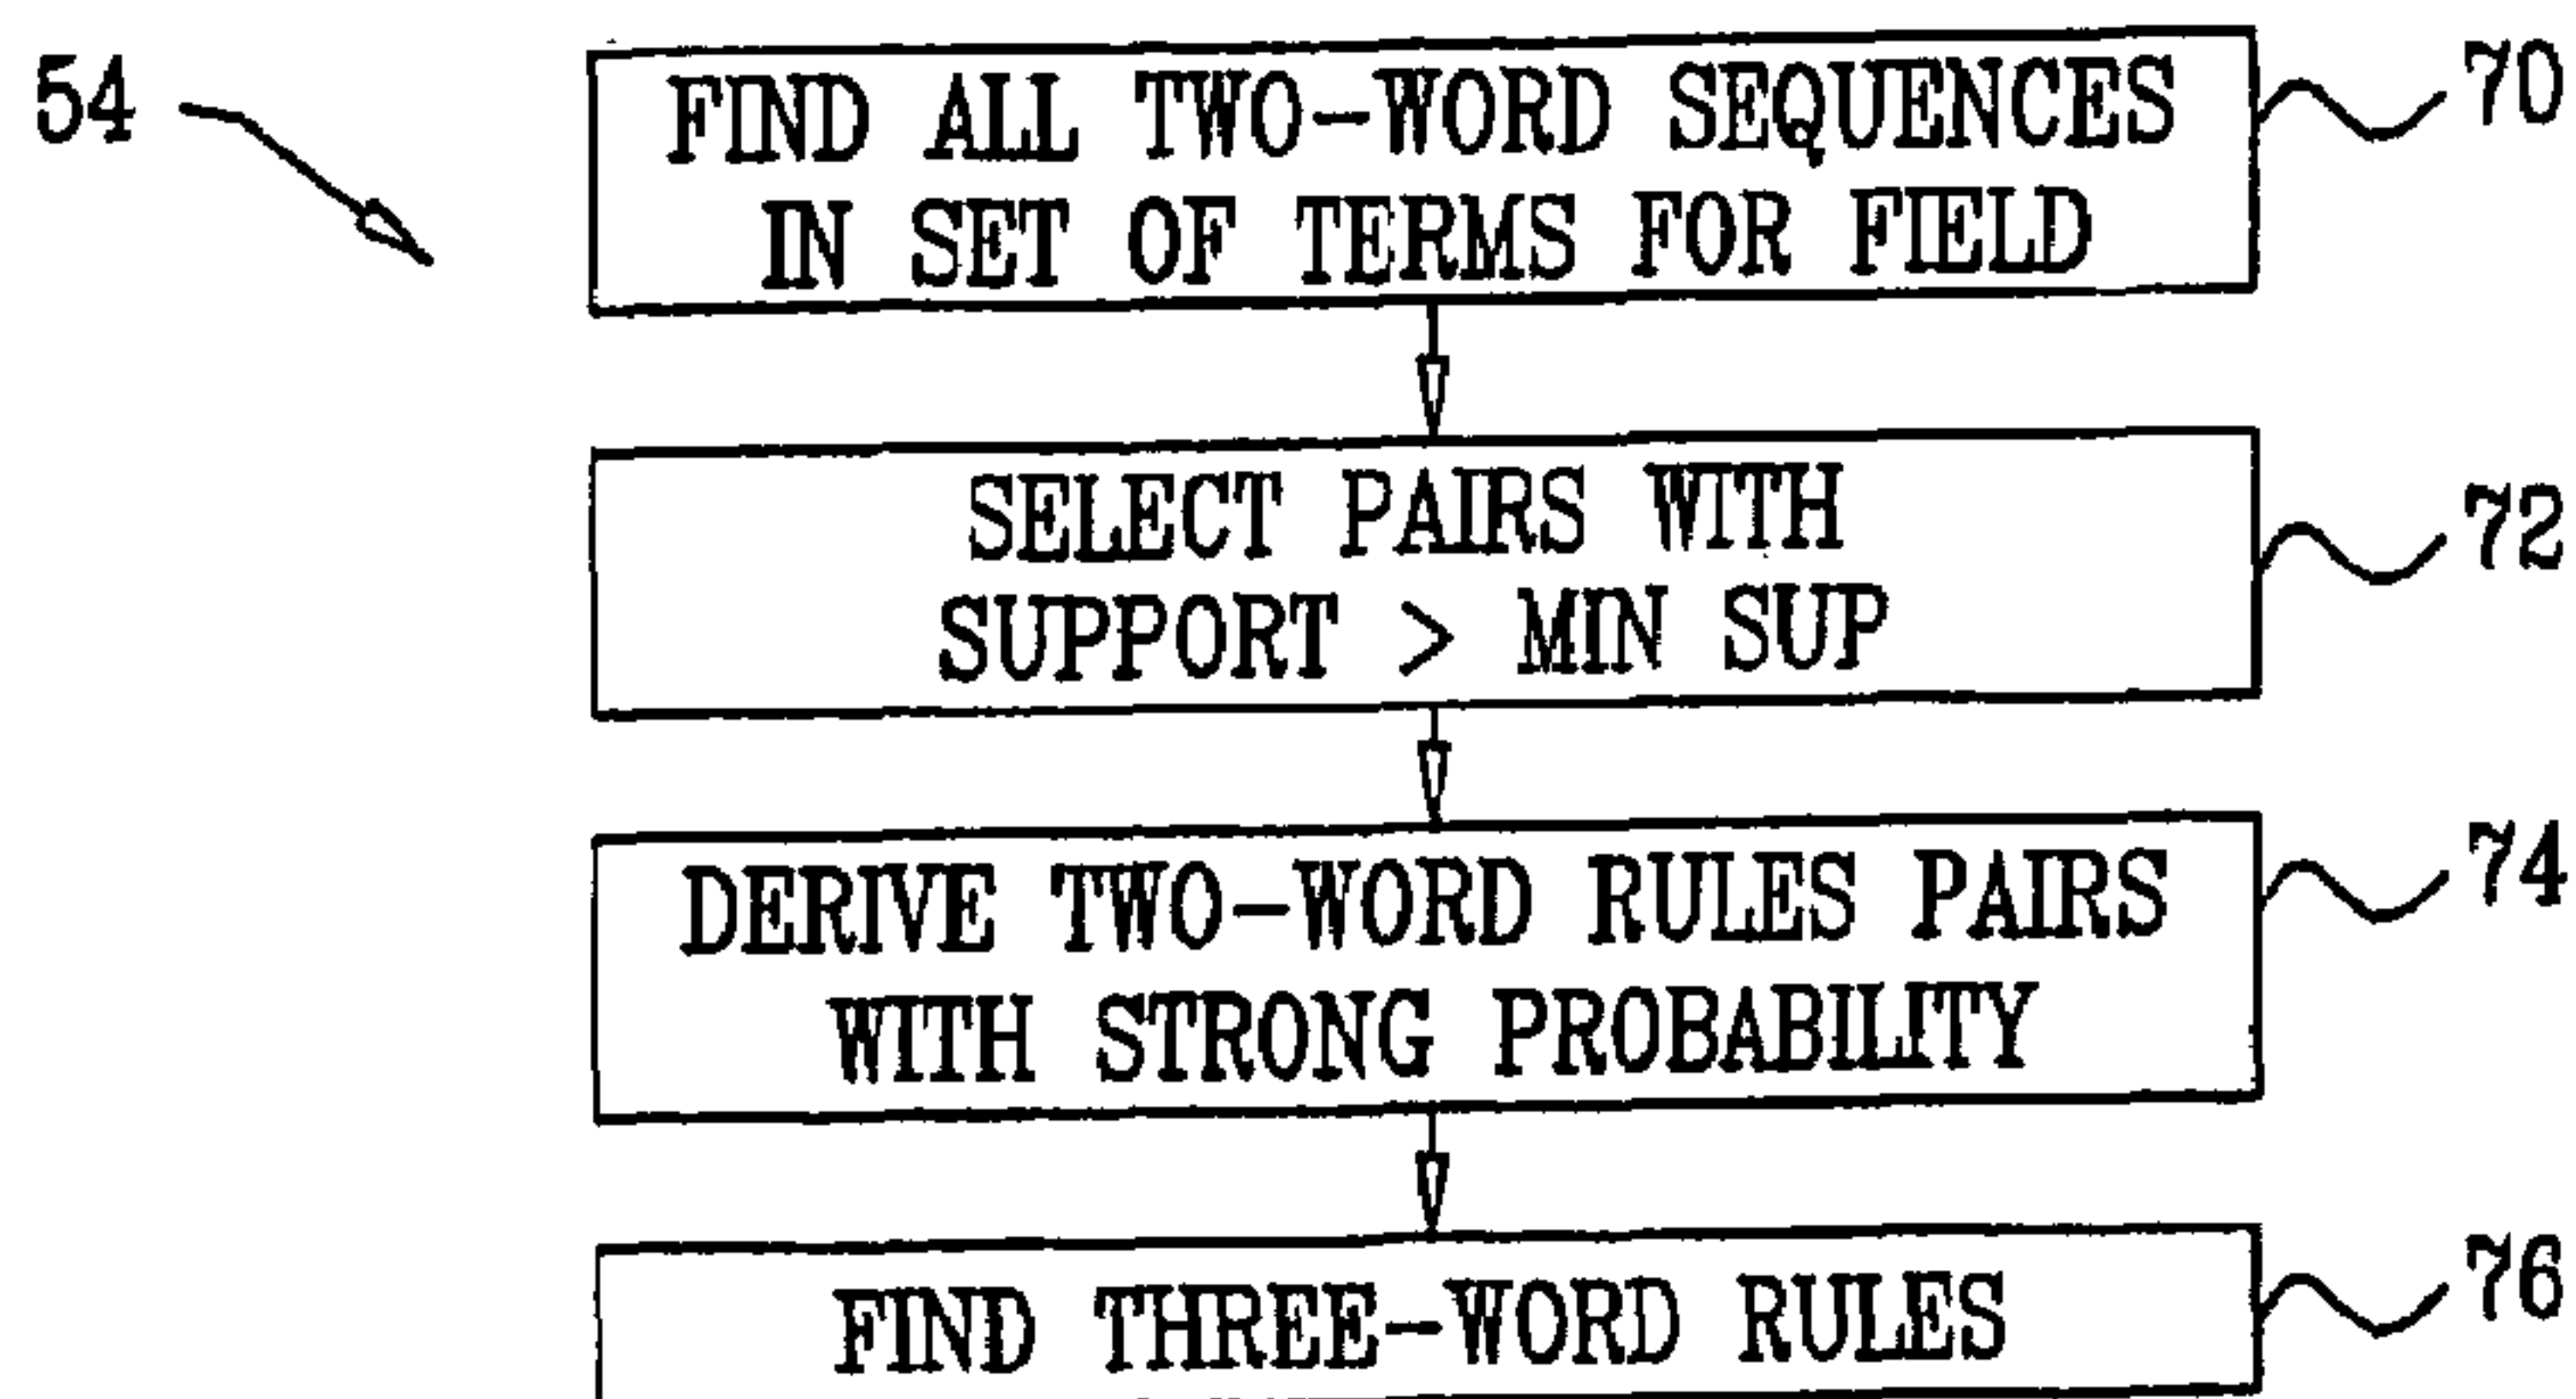 54
FIND ALL TWO-WORD SEQUENCES
IN SET OF TERMS FOR FIELD
70
SELECT PAIRS WITH
SUPPORT > MIN SUP
72
DERIVE TWO-WORD RULES PAIRS
WITH STRONG PROBABILITY
74
FIND THREE-WORD RULES
76